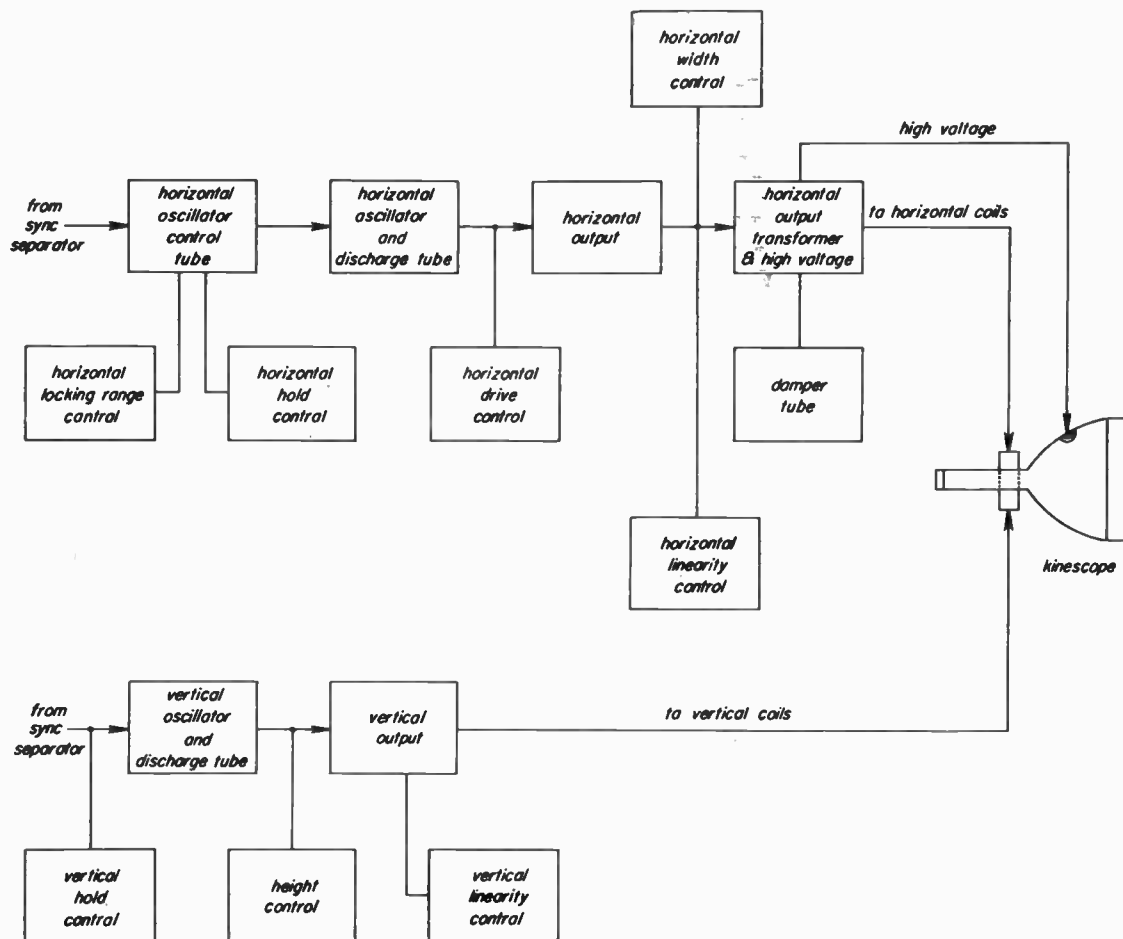 horizontal
width
control
high voltage
from
sync
separator
horizontal
oscillator
control
tube
horizontal
oscillator
and
discharge tube
horizontal
output
horizontal
output
transformer
& high voltage
to horizontal coils
horizontal
locking range
cantrol
horizontal
hold
control
horizontal
drive
control
damper
tube
horizontal
linearity
control
kinescope
from
sync
separator
vertical
oscillator
and
discharge tube
vertical
output
ta vertical coils
vertical
hold
control
height
control
vertical
linearity
control